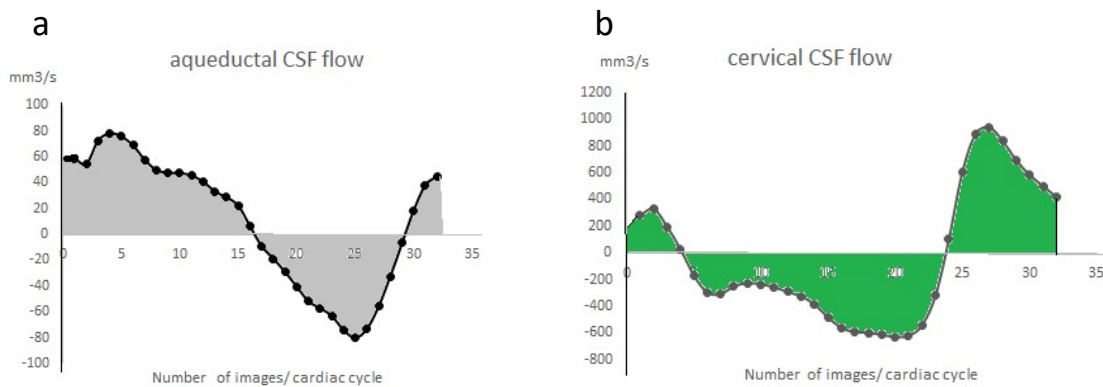 a
aqueductal CSF flow
mm3/s
100
80
60
40
20
0
-20
-40
-60
-80
-100
0 5 10 15 20 25 30 35
Number of images/ cardiac cycle
b
cervical CSF flow
mm3/s
1200
1000
800
600
400
200
0
-200
-400
-600
-800
0 5 10 15 20 25 30 35
Number of images/ cardiac cycle